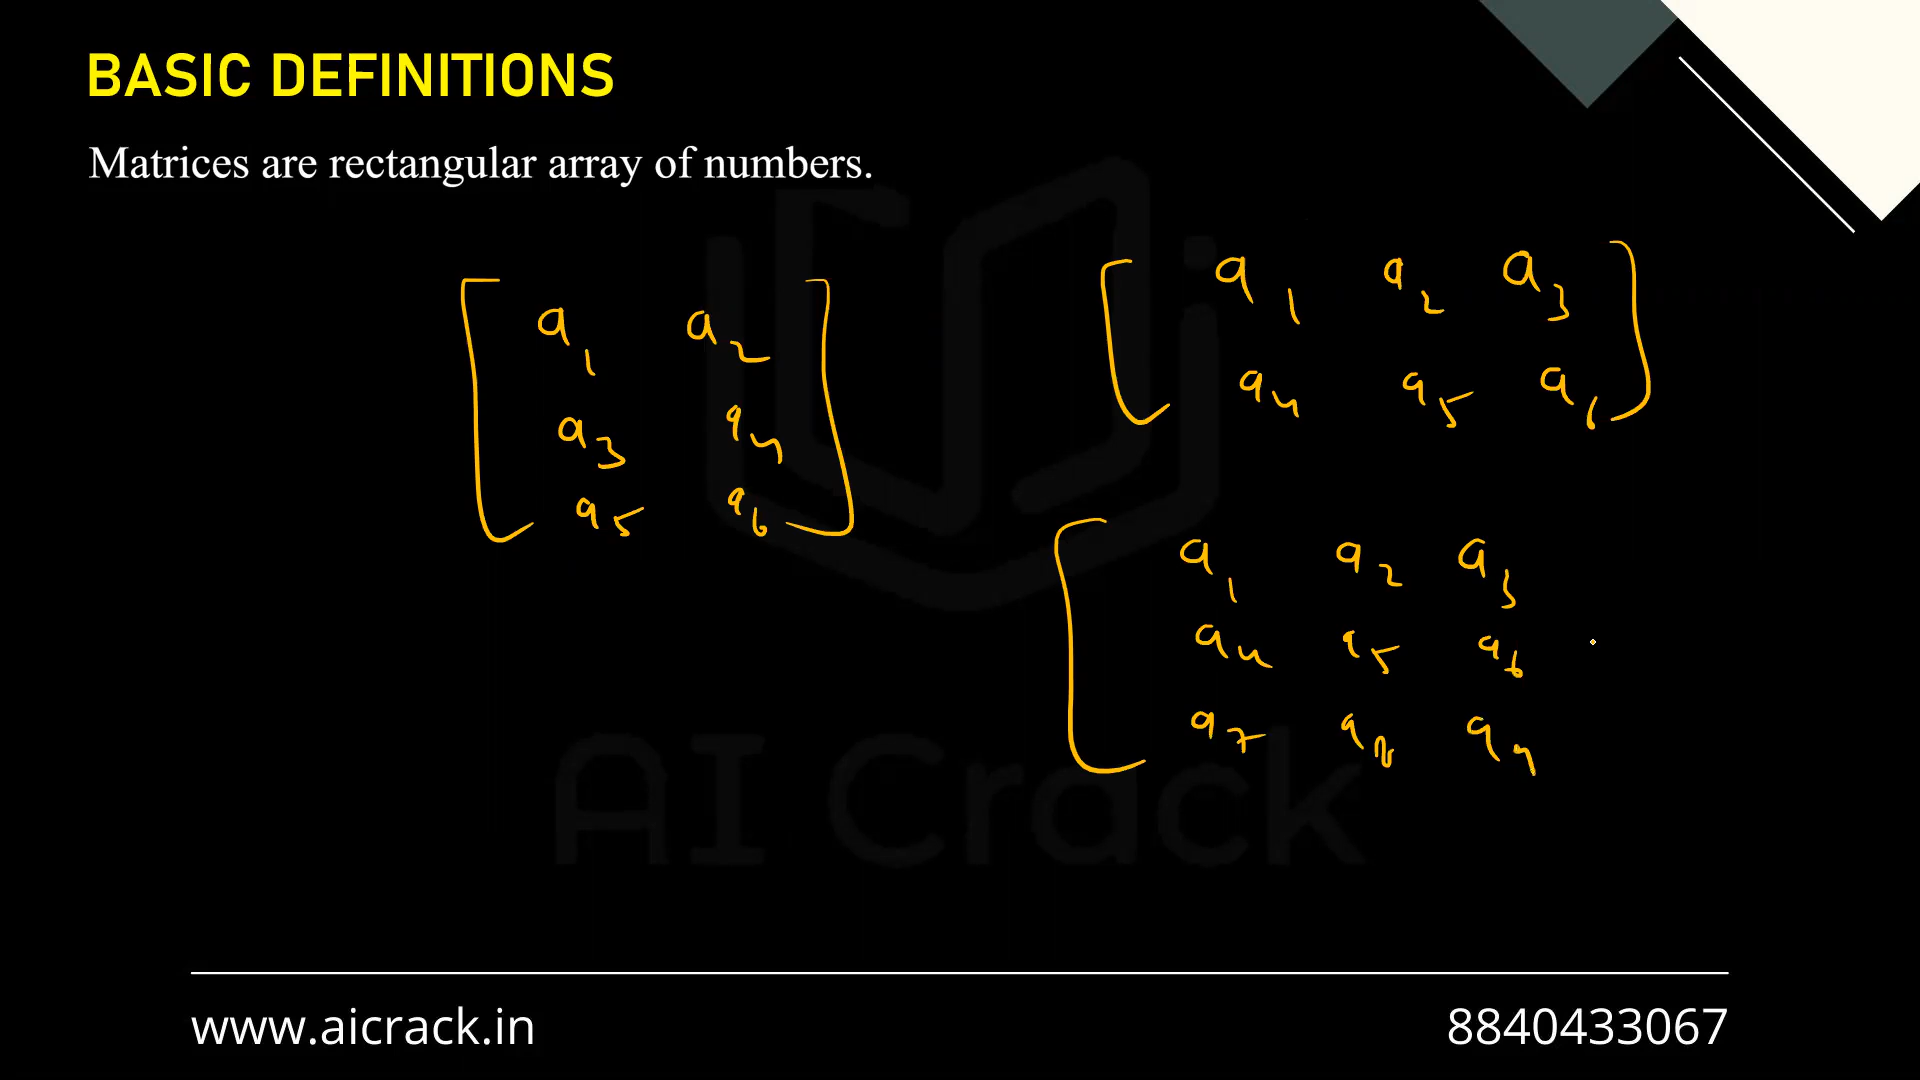 BASIC DEFINITIONS
Matrices are rectangular array of numbers.
a1 a2
a3 a4
a5 a6
a1 a2 a3
a4 a5 a6
a1 a2 a3
a4 a5 a6
a7 a8 a9
AI Crack
www.aicrack.in
8840433067